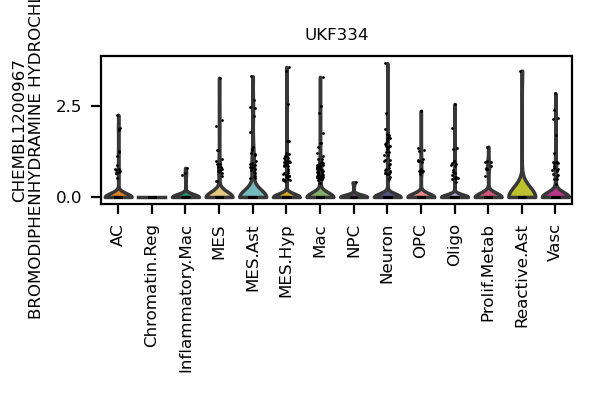 UKF334
CHEMBL1200967
BROMODIPHENHYDRAMINE HYDROCHL
2.5
0.0
AC
Chromatin.Reg
Inflammatory.Mac
MES
MES.Ast
MES.Hyp
Mac
NPC
Neuron
OPC
Oligo
Prolif.Metab
Reactive.Ast
Vasc